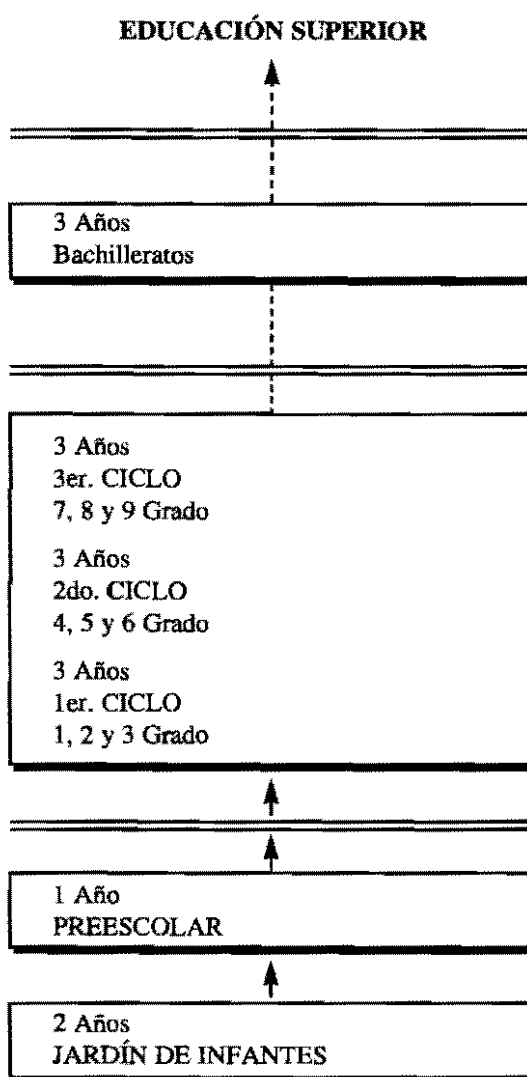 EDUCACIÓN SUPERIOR
3 Años
Bachilleratos
3 Años
3er. CICLO
7, 8 y 9 Grado
3 Años
2do. CICLO
4, 5 y 6 Grado
3 Años
1er. CICLO
1, 2 y 3 Grado
1 Año
PREESCOLAR
2 Años
JARDÍN DE INFANTES